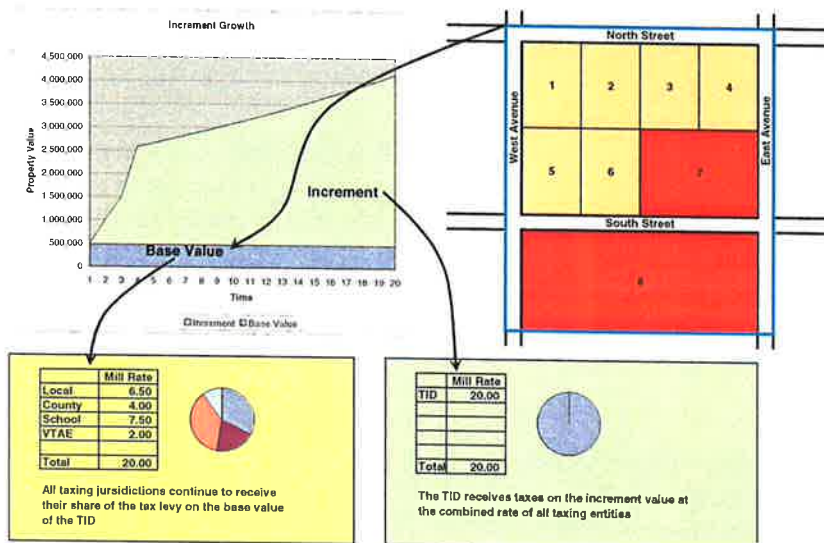 Increment Growth
4,500,000
4,000,000
3,500,000
3,000,000
2,500,000
2,000,000
1,500,000
1,000,000
500,000
0
Property Value
Increment
Base Value
1 2 3 4 5 6 7 8 9 10 11 12 13 14 15 16 17 18 19 20
Time
Increment Base Value
North Street
West Avenue
East Avenue
1 2 3 4
5 6 7
South Street
8
Mill Rate
Local 6.50
County 4.00
School 7.50
VTAE 2.00
Total 20.00
All taxing jursidictions continue to receive
their share of the tax levy on the base value
of the TID
Mill Rate
TID 20.00
Total 20.00
The TID receives taxes on the increment value at
the combined rate of all taxing entities